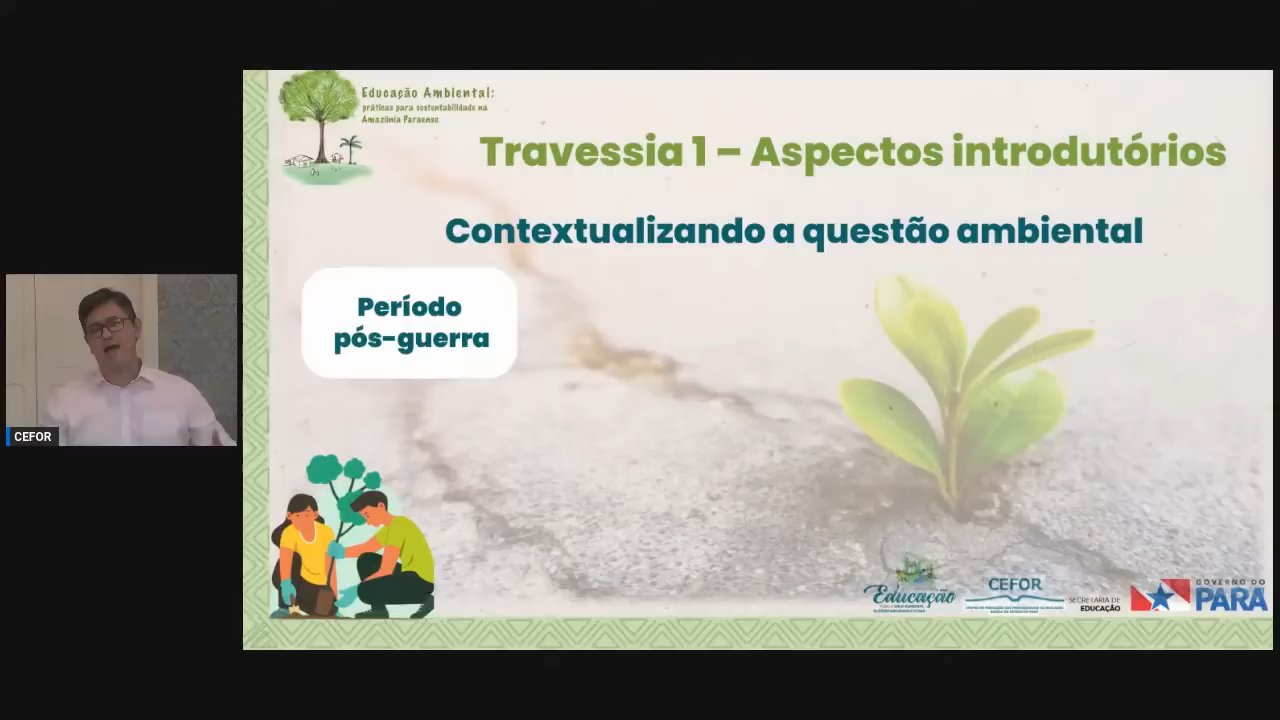 Educação Ambiental:
práticas para sustentabilidade na
Amazônia Paraense
Travessia 1 – Aspectos introdutórios
Contextualizando a questão ambiental
Período
pós-guerra
CEFOR
Educação
CEFOR
SECRETARIA DE
EDUCAÇÃO
GOVERNO DO
PARÁ